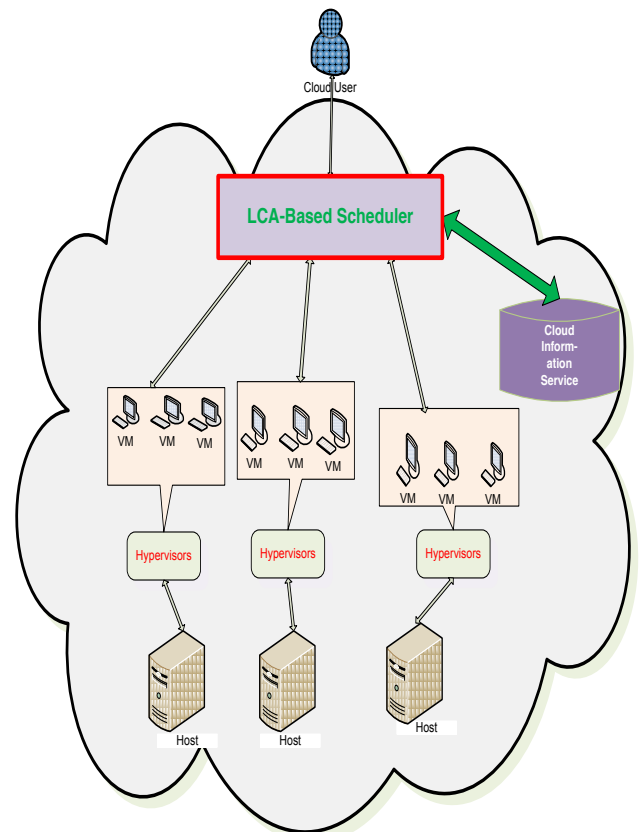 Cloud User
LCA-Based Scheduler
Cloud
Inform-
ation
Service
VM VM VM
VM VM VM
VM VM VM
Hypervisors
Hypervisors
Hypervisors
Host
Host
Host